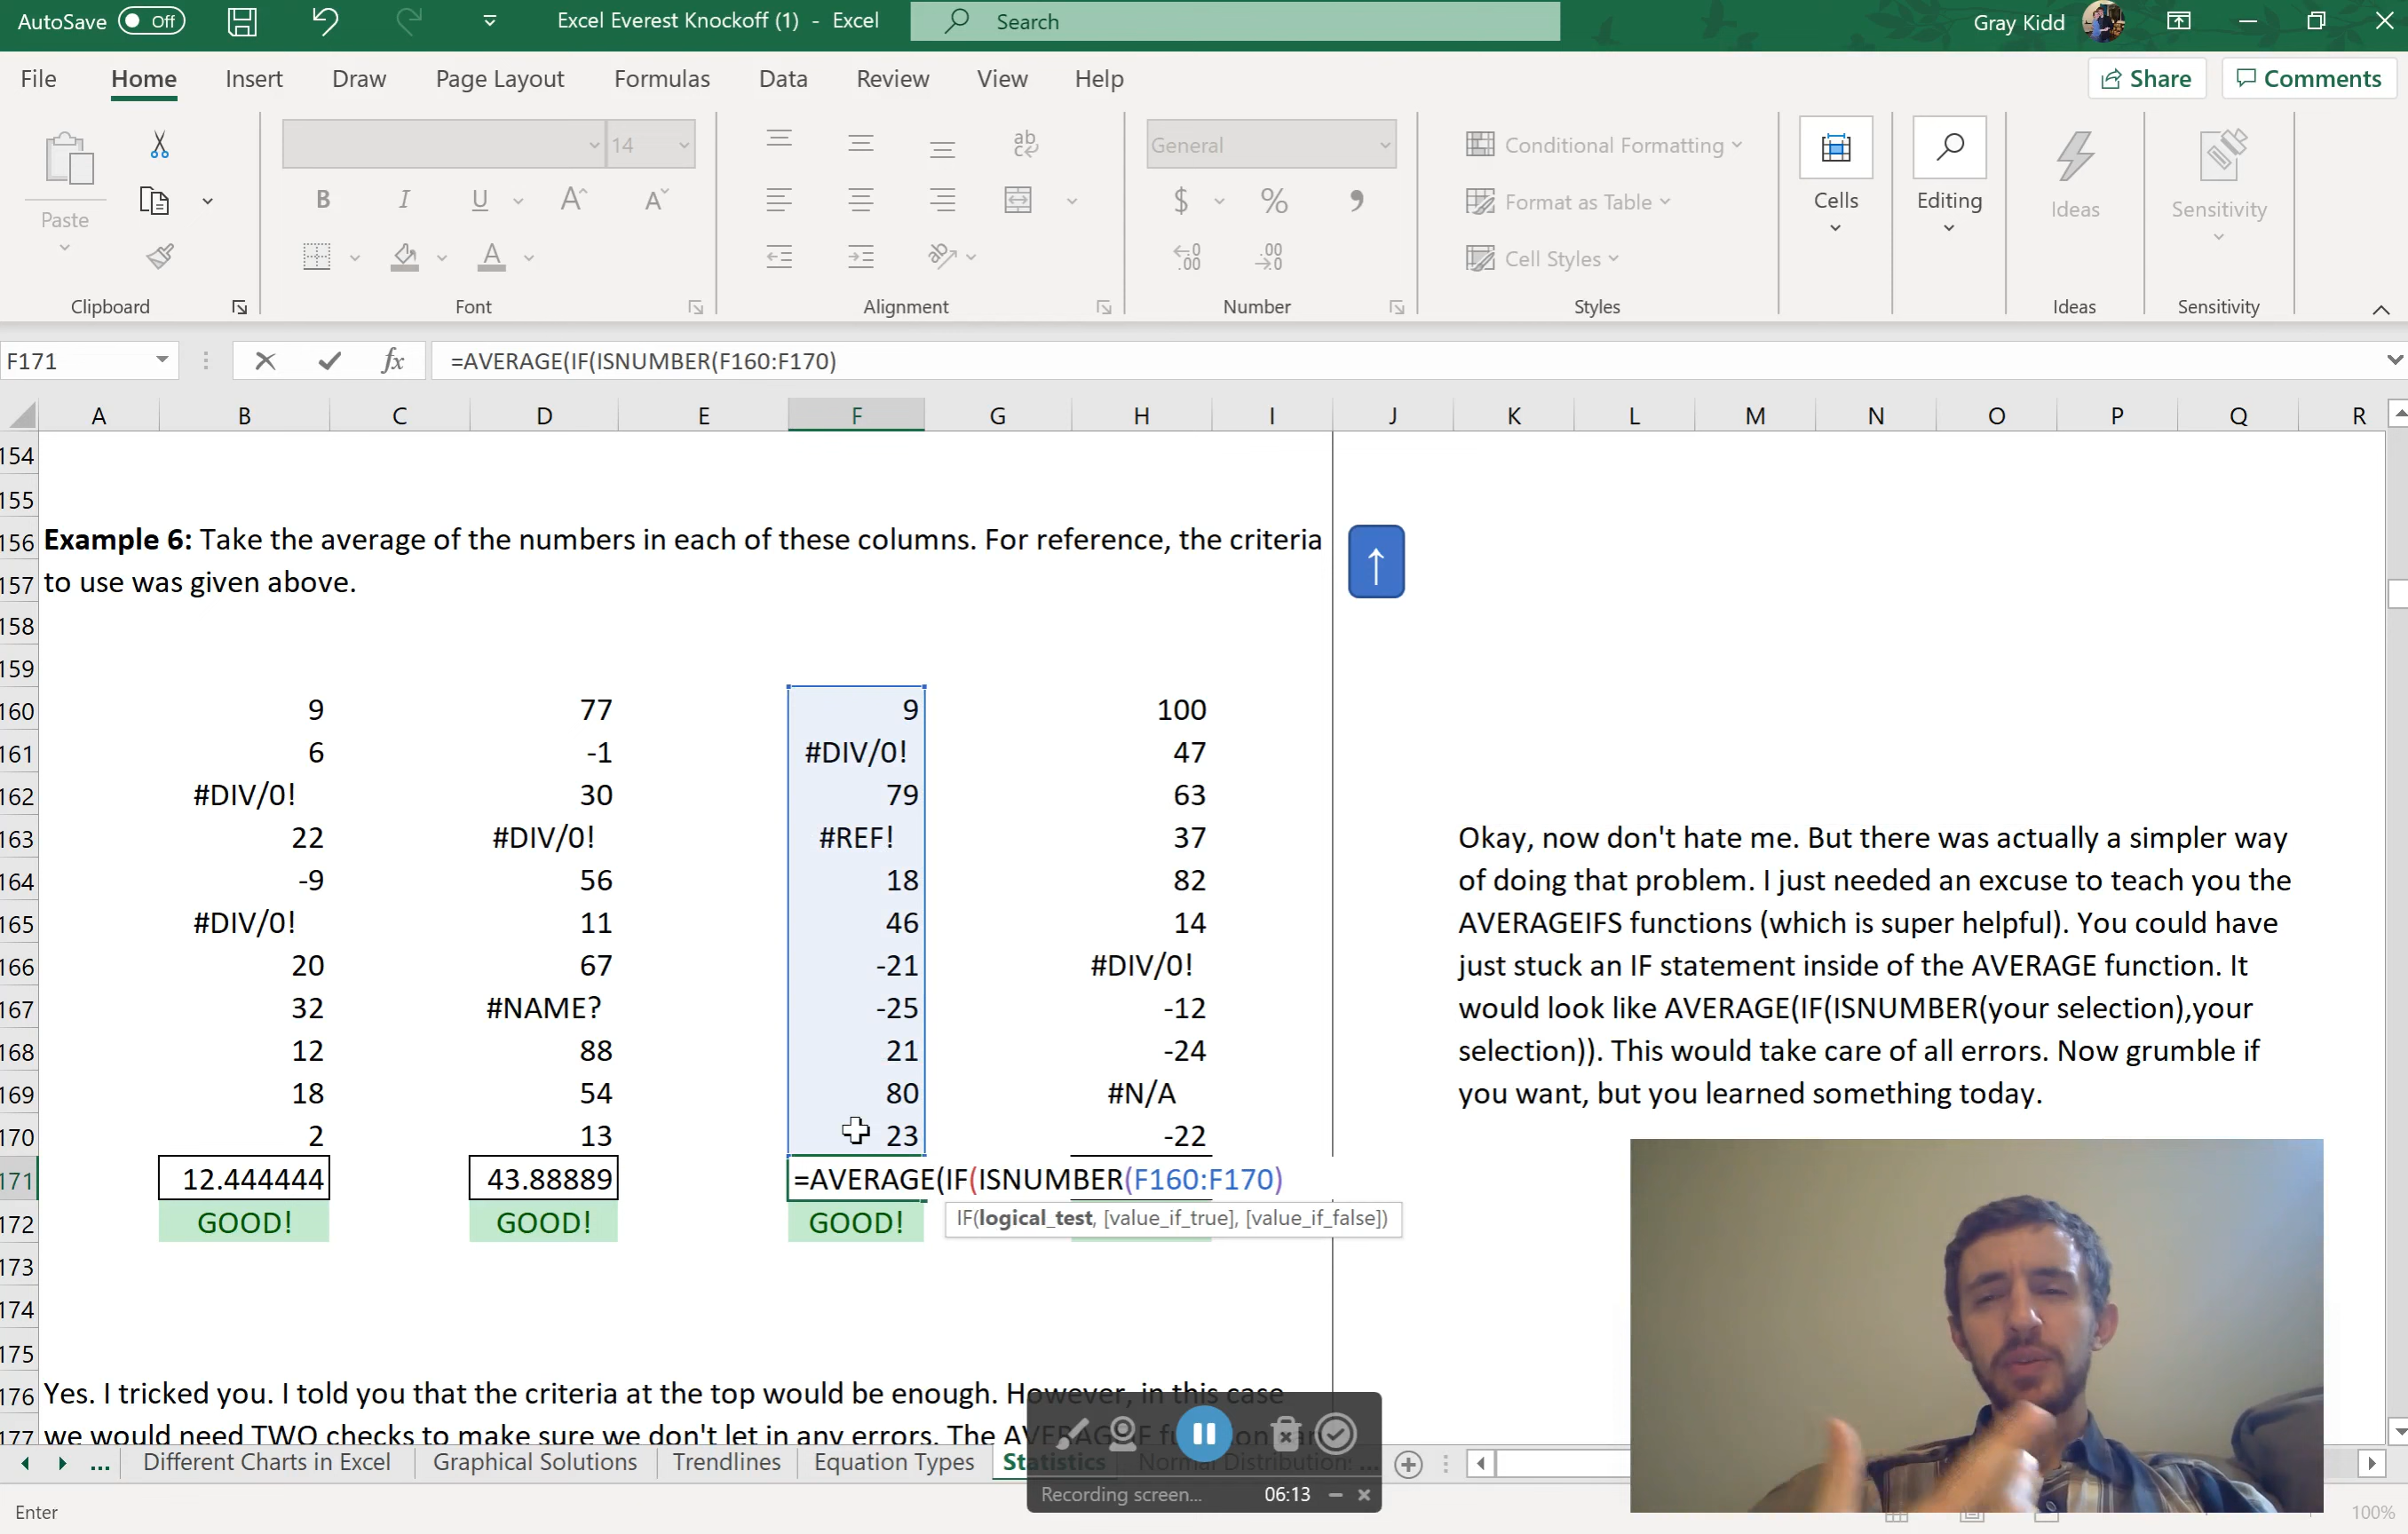 AutoSave Off Excel Everest Knockoff (1) - Excel Search Gray Kidd
File Home Insert Draw Page Layout Formulas Data Review View Help Share Comments
14 General Conditional Formatting
Paste Format as Table Cells Editing Ideas Sensitivity
Cell Styles
Clipboard Font Alignment Number Styles Ideas Sensitivity
F171 fx =AVERAGE(IF(ISNUMBER(F160:F170)
A B C D E F G H I J K L M N O P Q R
154
155
156 Example 6: Take the average of the numbers in each of these columns. For reference, the criteria
157 to use was given above.
158
159
160 9 77 9 100
161 6 -1 #DIV/0! 47
162 #DIV/0! 30 79 63
163 22 #DIV/0! #REF! 37 Okay, now don't hate me. But there was actually a simpler way
164 -9 56 18 82 of doing that problem. I just needed an excuse to teach you the
165 #DIV/0! 11 46 14 AVERAGEIFS functions (which is super helpful). You could have
166 20 67 -21 #DIV/0! just stuck an IF statement inside of the AVERAGE function. It
167 32 #NAME? -25 -12 would look like AVERAGE(IF(ISNUMBER(your selection),your
168 12 88 21 -24 selection)). This would take care of all errors. Now grumble if
169 18 54 80 #N/A you want, but you learned something today.
170 2 13 23 -22
171 12.444444 43.88889 =AVERAGE(IF(ISNUMBER(F160:F170)
172 GOOD! GOOD! GOOD! IF(logical_test, [value_if_true], [value_if_false])
173
174
175
176 Yes. I tricked you. I told you that the criteria at the top would be enough. However, in this case
177 we would need TWO checks to make sure we don't let in any errors. The AVERAGEIF function can
... Different Charts in Excel Graphical Solutions Trendlines Equation Types Statistics Normal Distribution: ...
Recording screen... 06:13
Enter 100%